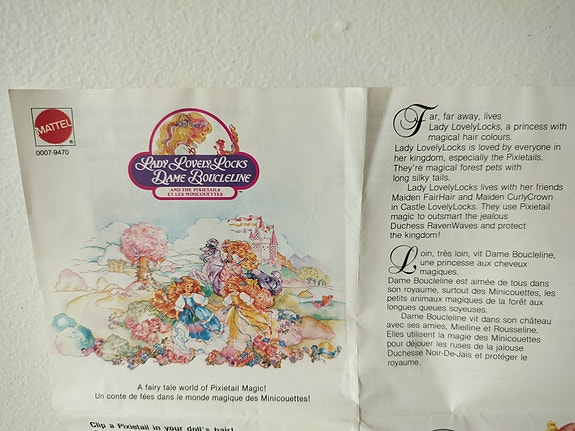 MATTEL
0007-9470
LADY LOVELYLOCKS
DAME BOUCLELINE
AND THE PIXIETAILS
ET LES MINICOUETTES
A fairy tale world of Pixietail Magic!
Un conte de fées dans le monde magique des Minicouettes!
Clip a Pixietail in your doll's hair!
Far, far away, lives
Lady LovelyLocks, a princess with
magical hair colours.
Lady LovelyLocks is loved by everyone in
her kingdom, especially the Pixietails.
They're magical forest pets with
long silky tails.
Lady LovelyLocks lives with her friends
Maiden FairHair and Maiden CurlyCrown
in Castle LovelyLocks. They use Pixietail
magic to outsmart the jealous
Duchess RavenWaves and protect
the kingdom!
Loin, très loin, vit Dame Boucleline,
une princesse aux cheveux
magiques.
Dame Boucleline est aimée de tous dans
son royaume, surtout des Minicouettes, les
petits animaux magiques de la forêt aux
longues queues soyeuses.
Dame Boucleline vit dans son château
avec ses amies, Mielline et Rousseline.
Elles utilisent la magie des Minicouettes
pour déjouer les ruses de la jalouse
Duchesse Noir-De-Jais et protéger le
royaume.